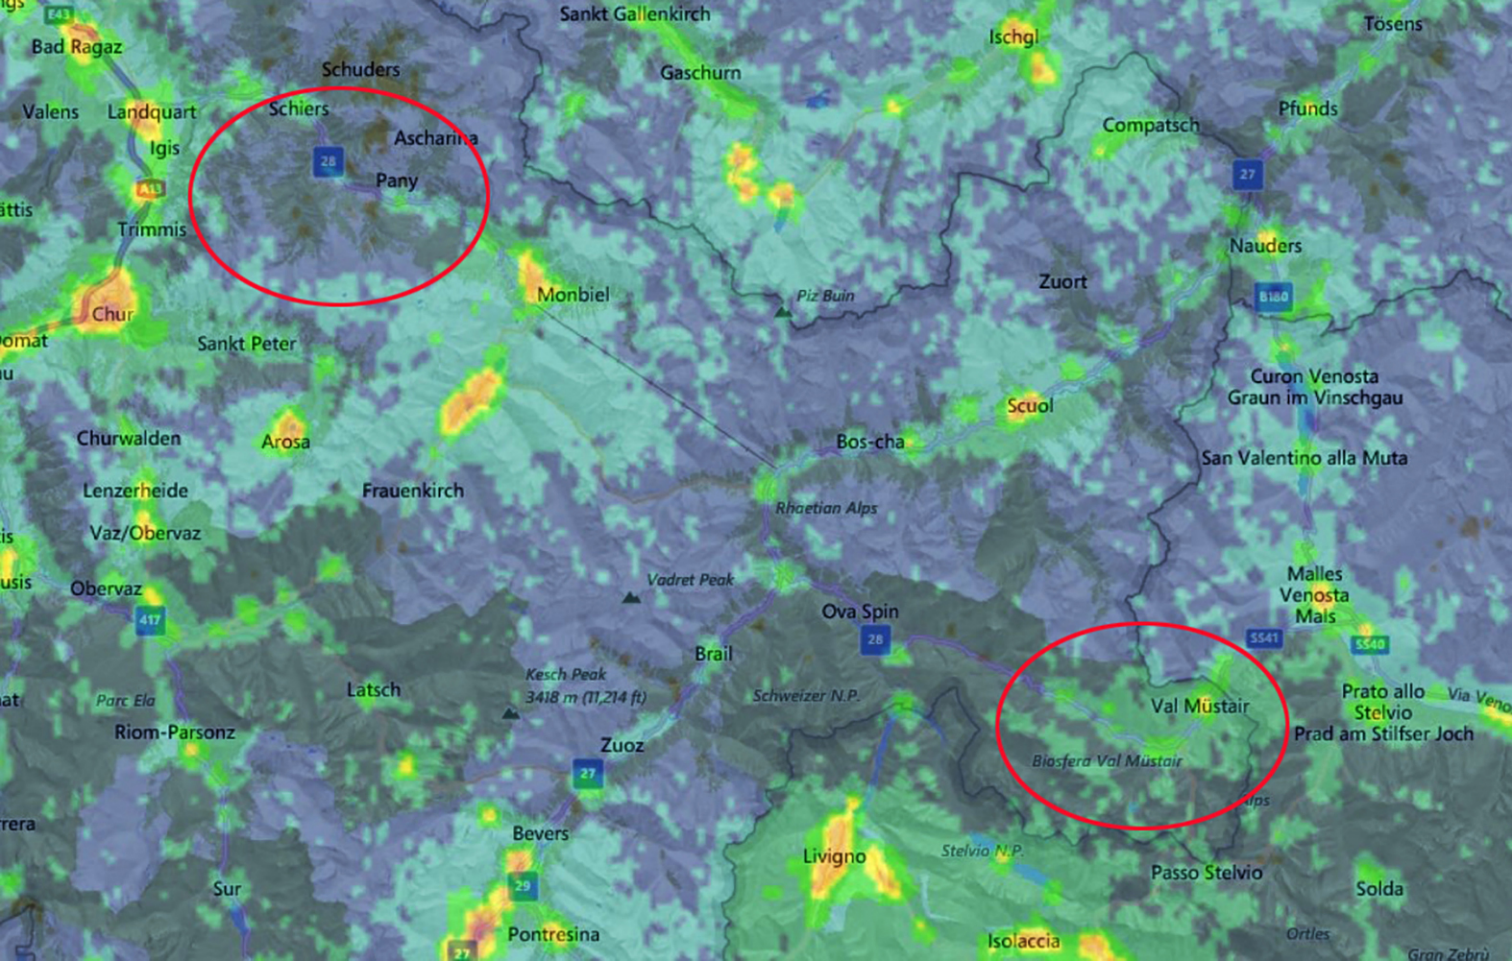 E43
Sankt Gallenkirch
Tösens
Ischgl
Bad Ragaz
Schuders
Gaschurn
Valens
Landquart
Schiers
Pfunds
Compatsch
Ascharina
Igis
28
Pany
27
A13
Trimmis
Nauders
Zuort
Monbiel
Piz Buin
B180
Chur
Sankt Peter
Curon Venosta
Graun im Vinschgau
Scuol
Churwalden
Arosa
Bos-cha
San Valentino alla Muta
Lenzerheide
Frauenkirch
Rhaetian Alps
Vaz/Obervaz
Malles
Venosta
Mals
Obervaz
Vadret Peak
417
Ova Spin
28
SS41
SS40
Brail
Kesch Peak
3418 m (11,214 ft)
Latsch
Schweizer N.P.
Parc Ela
Val Müstair
Prato allo
Stelvio
Prad am Stilfser Joch
Via Veno
Riom-Parsonz
Zuoz
Biosfera Val Müstair
27
Alps
Bevers
Livigno
Stelvio N.P.
29
Passo Stelvio
Sur
Solda
Pontresina
Isolaccia
Ortles
27
Gran Zebrù